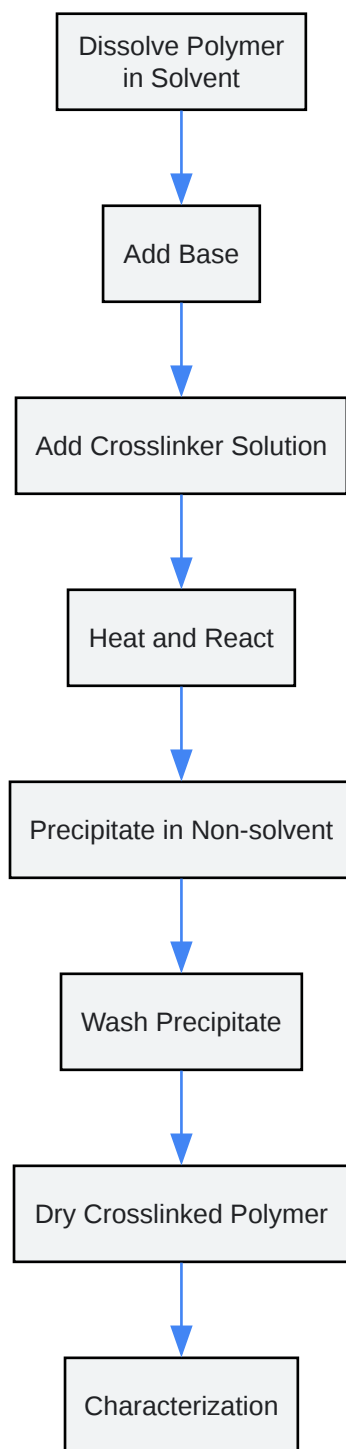 Dissolve Polymer
in Solvent
Add Base
Add Crosslinker Solution
Heat and React
Precipitate in Non-solvent
Wash Precipitate
Dry Crosslinked Polymer
Characterization